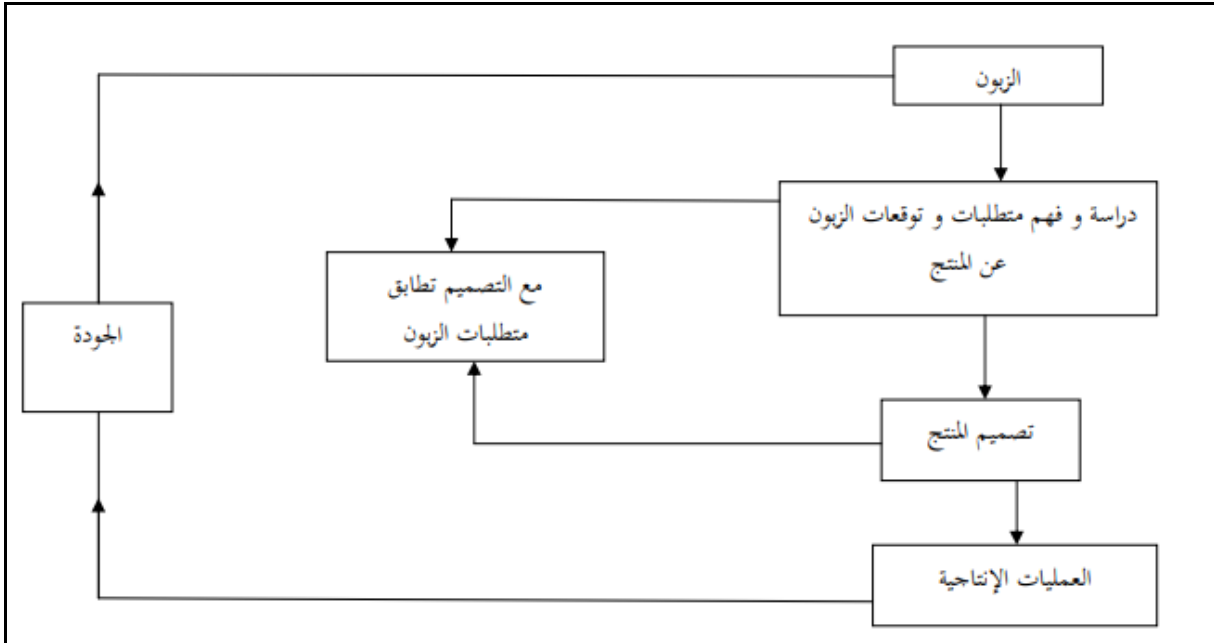 الزبون
دراسة و فهم متطلبات و توقعات الزبون
عن المنتج
مع التصميم تطابق
متطلبات الزبون
الجودة
تصميم المنتج
العمليات الإنتاجية